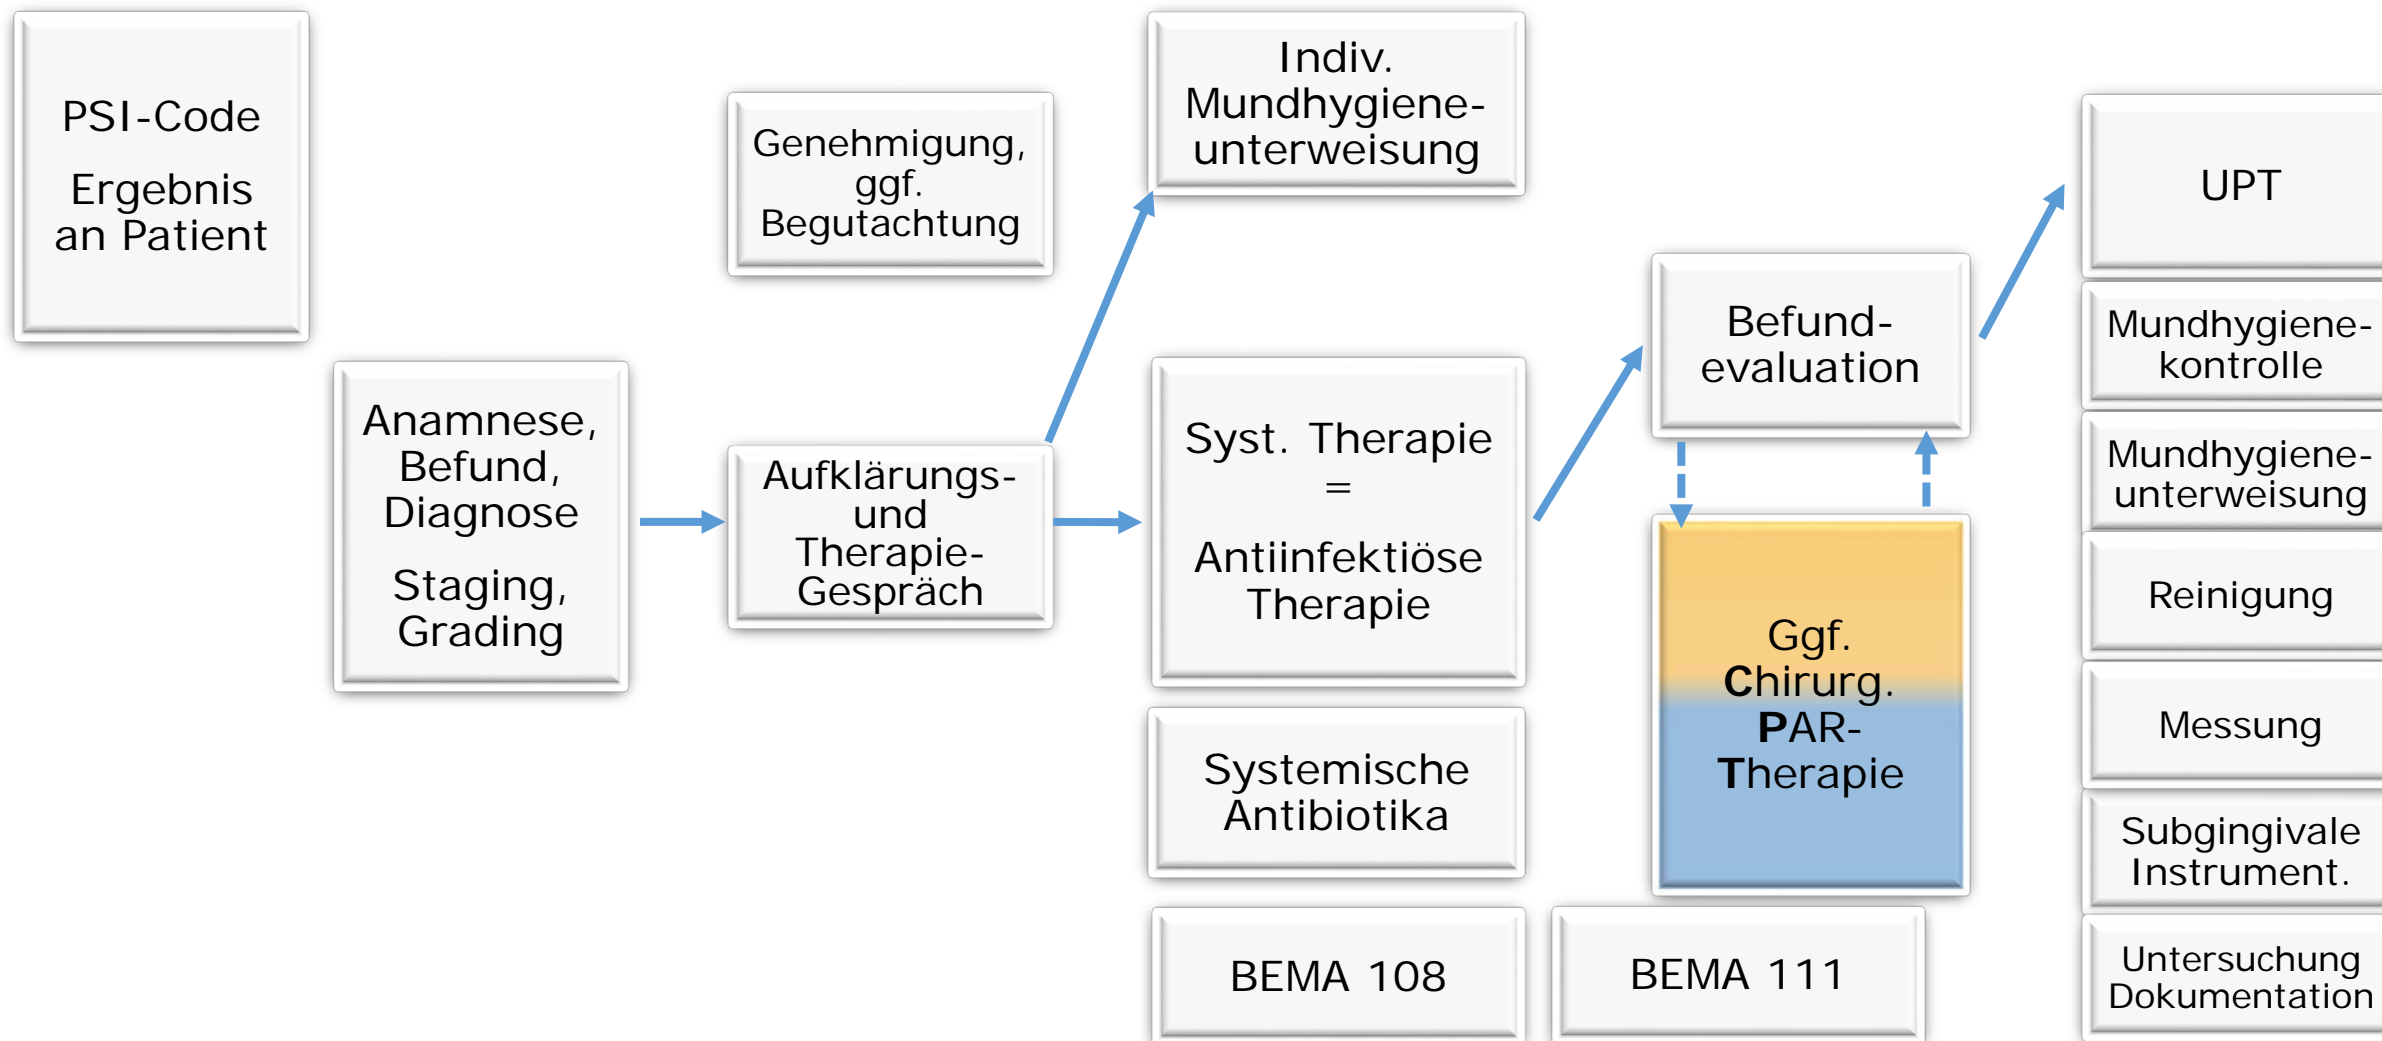 PSI-Code
Ergebnis
an Patient
Anamnese,
Befund,
Diagnose
Staging,
Grading
Genehmigung,
ggf.
Begutachtung
Aufklärungs-
und
Therapie-
Gespräch
Indiv.
Mundhygiene-
unterweisung
Syst. Therapie
=
Antiinfektiöse
Therapie
Systemische
Antibiotika
BEMA 108
Befund-
evaluation
Ggf.
Chirurg.
PAR-
Therapie
BEMA 111
UPT
Mundhygiene-
kontrolle
Mundhygiene-
unterweisung
Reinigung
Messung
Subgingivale
Instrument.
Untersuchung
Dokumentation